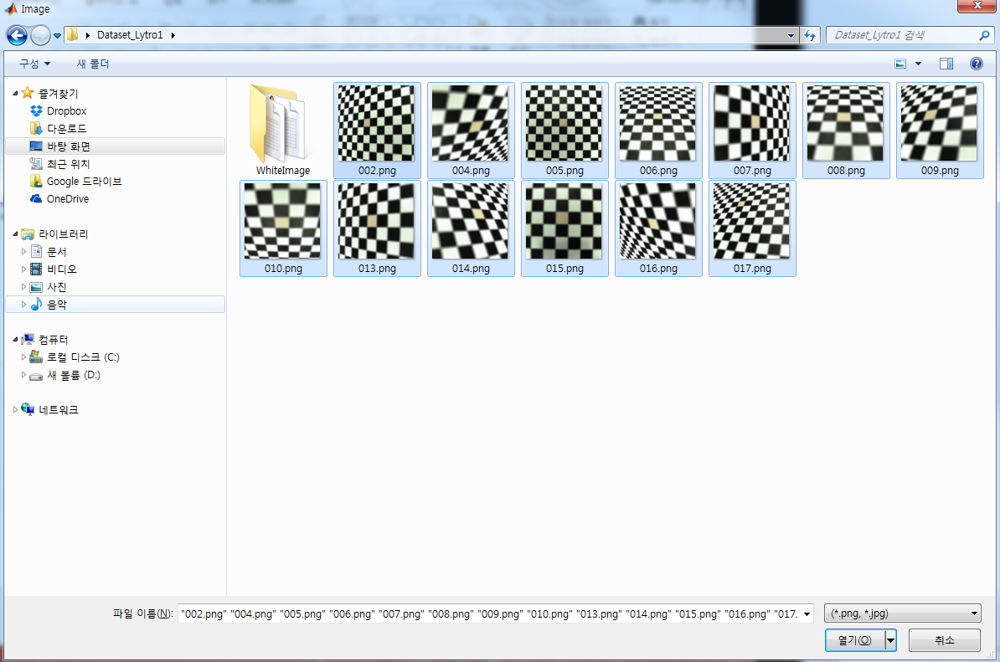 Image
Dataset_Lytro1
Dataset_Lytro1 검색
구성
새 폴더
즐겨찾기
Dropbox
다운로드
바탕 화면
최근 위치
Google 드라이브
OneDrive
라이브러리
문서
비디오
사진
음악
컴퓨터
로컬 디스크 (C:)
새 볼륨 (D:)
네트워크
WhiteImage
002.png
004.png
005.png
006.png
007.png
008.png
009.png
010.png
013.png
014.png
015.png
016.png
017.png
파일 이름(N):
"002.png" "004.png" "005.png" "006.png" "007.png" "008.png" "009.png" "010.png" "013.png" "014.png" "015.png" "016.png" "017.
(*.png, *.jpg)
열기(O)
취소